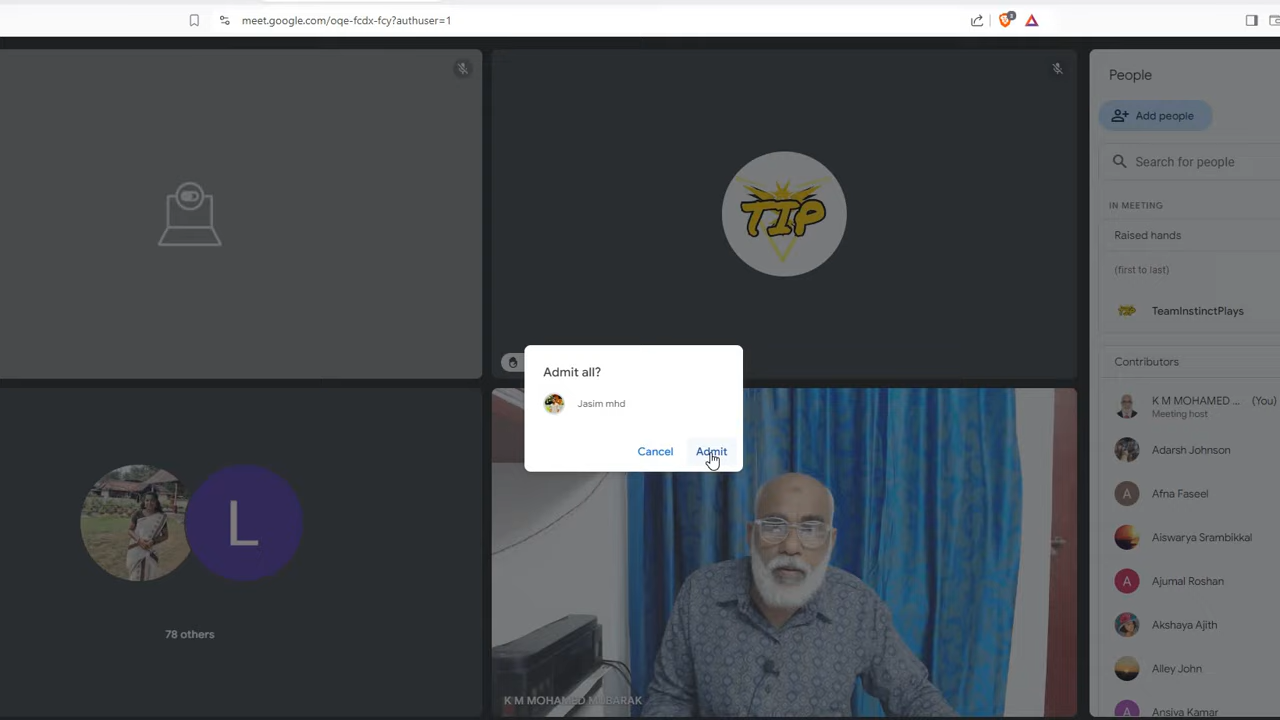 meet.google.com/oqe-fcdx-fcy?authuser=1
3
TIP
L
78 others
Admit all?
Jasim mhd
Cancel
Admit
K M MOHAMED MUBARAK
People
Add people
Search for people
IN MEETING
Raised hands
(first to last)
TeamInstinctPlays
Contributors
K M MOHAMED ... (You)
Meeting host
Adarsh Johnson
A Afna Faseel
Aiswarya Srambikkal
A Ajumal Roshan
Akshaya Ajith
Alley John
A Ansiya Kamar